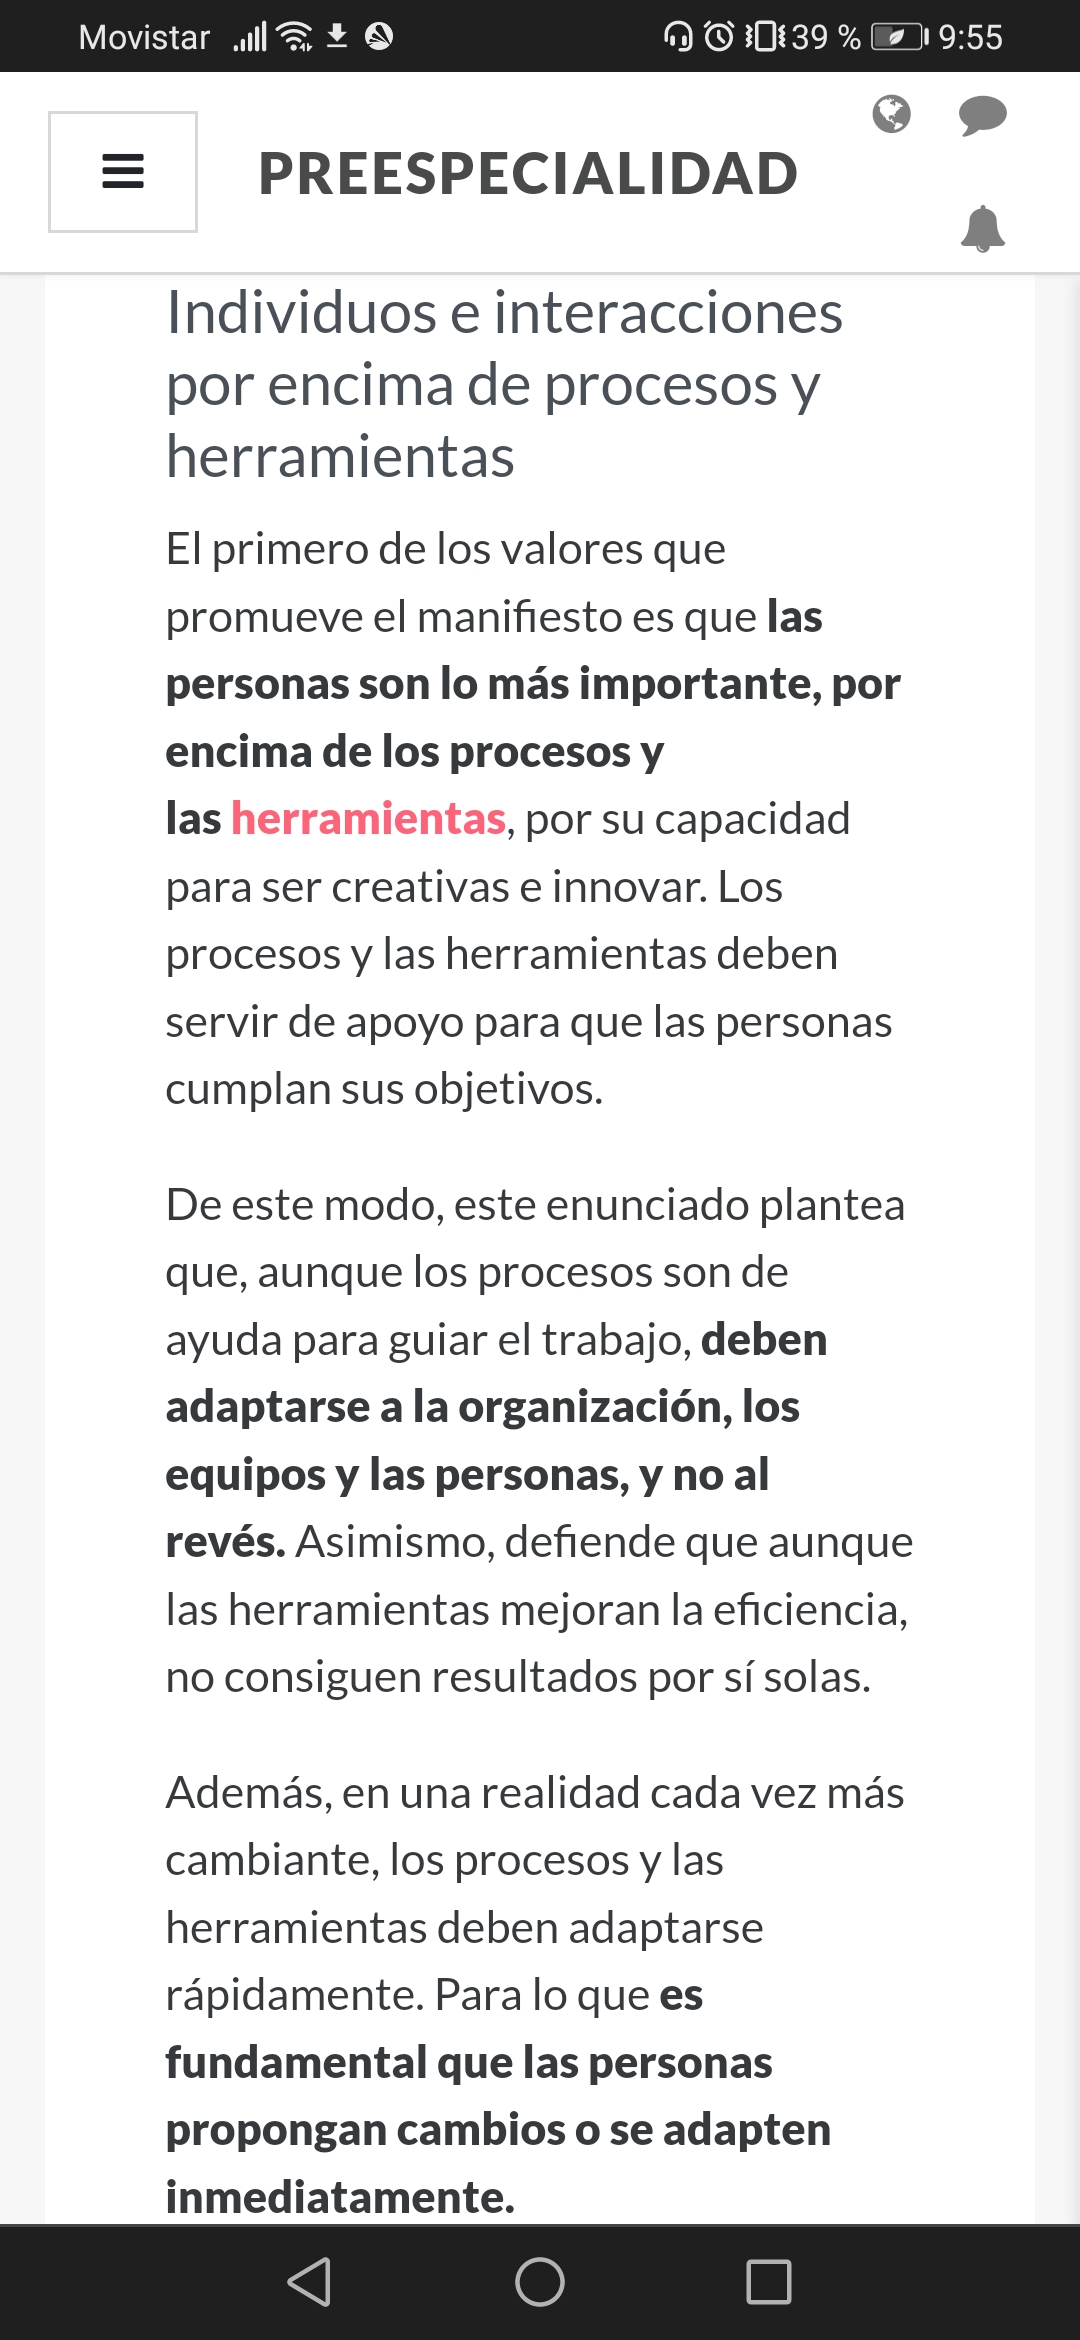 Movistar 39 % 9:55
PREESPECIALIDAD
Individuos e interacciones
por encima de procesos y
herramientas
El primero de los valores que
promueve el manifiesto es que las
personas son lo más importante, por
encima de los procesos y
las herramientas, por su capacidad
para ser creativas e innovar. Los
procesos y las herramientas deben
servir de apoyo para que las personas
cumplan sus objetivos.
De este modo, este enunciado plantea
que, aunque los procesos son de
ayuda para guiar el trabajo, deben
adaptarse a la organización, los
equipos y las personas, y no al
revés. Asimismo, defiende que aunque
las herramientas mejoran la eficiencia,
no consiguen resultados por sí solas.
Además, en una realidad cada vez más
cambiante, los procesos y las
herramientas deben adaptarse
rápidamente. Para lo que es
fundamental que las personas
propongan cambios o se adapten
inmediatamente.